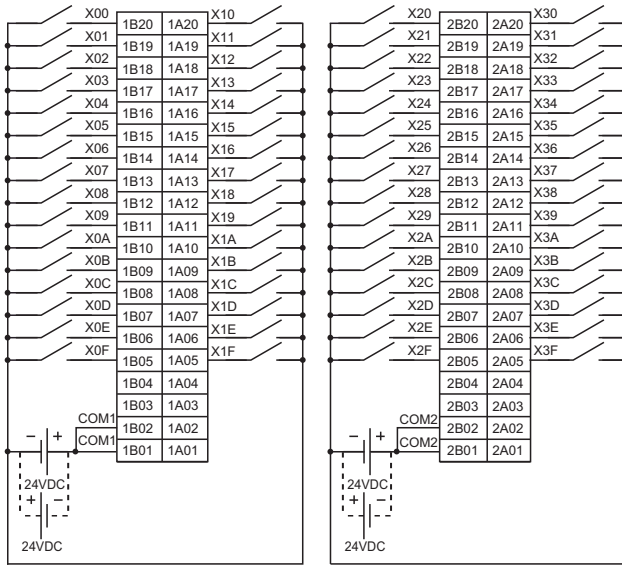 X00 1B20 1A20 X10 X20 2B20 2A20 X30
X01 1B19 1A19 X11 X21 2B19 2A19 X31
X02 1B18 1A18 X12 X22 2B18 2A18 X32
X03 1B17 1A17 X13 X23 2B17 2A17 X33
X04 1B16 1A16 X14 X24 2B16 2A16 X34
X05 1B15 1A15 X15 X25 2B15 2A15 X35
X06 1B14 1A14 X16 X26 2B14 2A14 X36
X07 1B13 1A13 X17 X27 2B13 2A13 X37
X08 1B12 1A12 X18 X28 2B12 2A12 X38
X09 1B11 1A11 X19 X29 2B11 2A11 X39
X0A 1B10 1A10 X1A X2A 2B10 2A10 X3A
X0B 1B09 1A09 X1B X2B 2B09 2A09 X3B
X0C 1B08 1A08 X1C X2C 2B08 2A08 X3C
X0D 1B07 1A07 X1D X2D 2B07 2A07 X3D
X0E 1B06 1A06 X1E X2E 2B06 2A06 X3E
X0F 1B05 1A05 X1F X2F 2B05 2A05 X3F
1B04 1A04 2B04 2A04
1B03 1A03 2B03 2A03
COM1 1B02 1A02 COM2 2B02 2A02
− + COM1 1B01 1A01 − + COM2 2B01 2A01
24VDC 24VDC
+ − + −
24VDC 24VDC